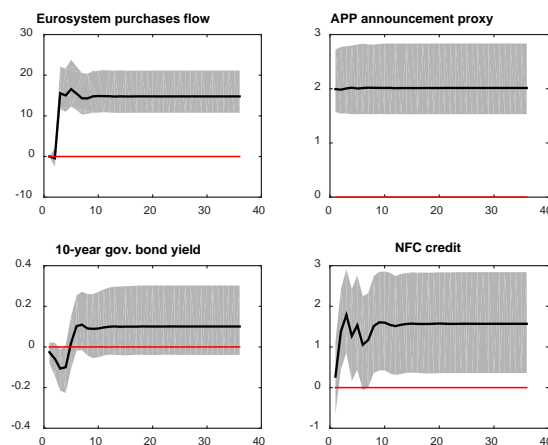 Eurosystem purchases flow
30
20
10
0
-10
0 10 20 30 40
APP announcement proxy
3
2
1
0
0 10 20 30 40
10-year gov. bond yield
0.4
0.2
0
-0.2
-0.4
0 10 20 30 40
NFC credit
3
2
1
0
-1
0 10 20 30 40